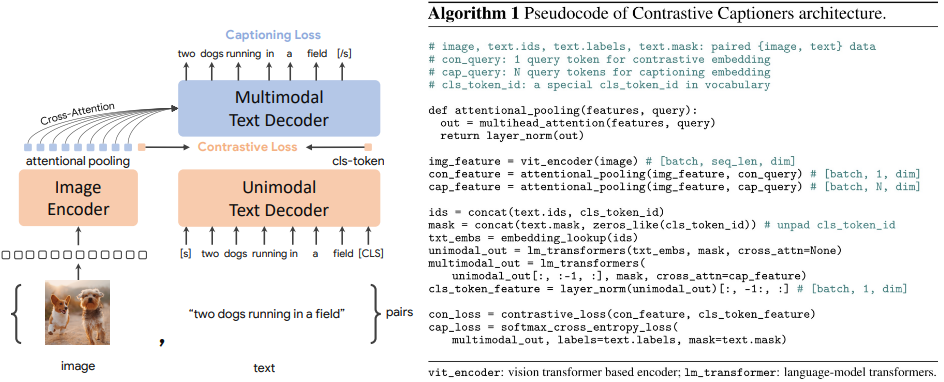 Captioning Loss
two dogs running in a field [/s]
Multimodal
Text Decoder
Cross-Attention
attentional pooling
Contrastive Loss
cls-token
Image
Encoder
Unimodal
Text Decoder
[s] two dogs running in a field [CLS]
{
,
“two dogs running in a field”
} pairs
image
text
Algorithm 1 Pseudocode of Contrastive Captioners architecture.
# image, text.ids, text.labels, text.mask: paired {image, text} data
# con_query: 1 query token for contrastive embedding
# cap_query: N query tokens for captioning embedding
# cls_token_id: a special cls_token_id in vocabulary
def attentional_pooling(features, query):
  out = multihead_attention(features, query)
  return layer_norm(out)
img_feature = vit_encoder(image) # [batch, seq_len, dim]
con_feature = attentional_pooling(img_feature, con_query) # [batch, 1, dim]
cap_feature = attentional_pooling(img_feature, cap_query) # [batch, N, dim]
ids = concat(text.ids, cls_token_id)
mask = concat(text.mask, zeros_like(cls_token_id)) # unpad cls_token_id
txt_embs = embedding_lookup(ids)
unimodal_out = lm_transformers(txt_embs, mask, cross_attn=None)
multimodal_out = lm_transformers(
  unimodal_out[:, :-1, :], mask, cross_attn=cap_feature)
cls_token_feature = layer_norm(unimodal_out)[:, -1:, :] # [batch, 1, dim]
con_loss = contrastive_loss(con_feature, cls_token_feature)
cap_loss = softmax_cross_entropy_loss(
  multimodal_out, labels=text.labels, mask=text.mask)
vit_encoder: vision transformer based encoder; lm_transformer: language-model transformers.